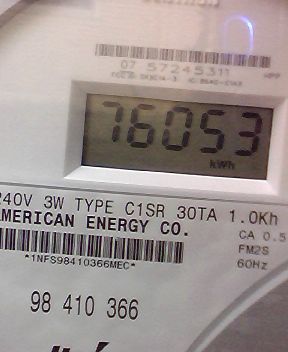 07 57245311
76053
kWh
240V 3W TYPE C1SR 30TA 1.0Kh
AMERICAN ENERGY CO.
CA 0.5
FM2S
60Hz
*1NFS98410366MEC*
98 410 366